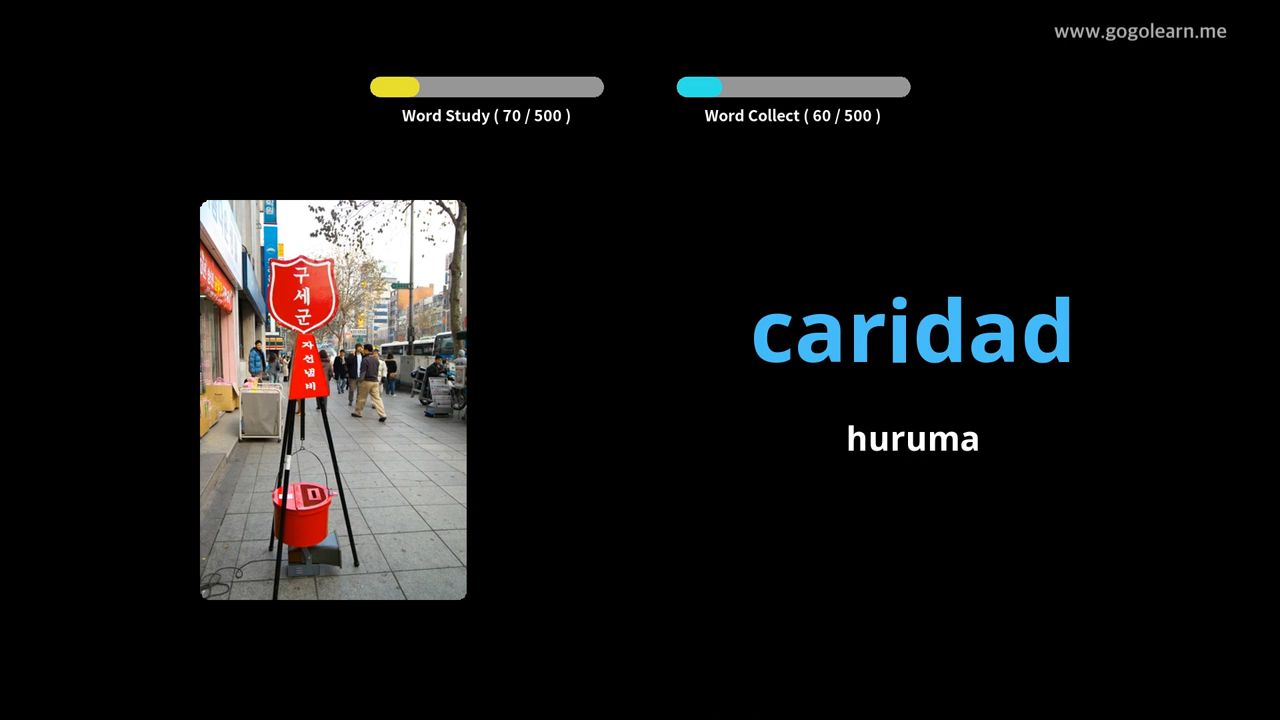 www.gogolearn.me
Word Study ( 70 / 500 )
Word Collect ( 60 / 500 )
구
세
군
자
선
냄
비
caridad
huruma